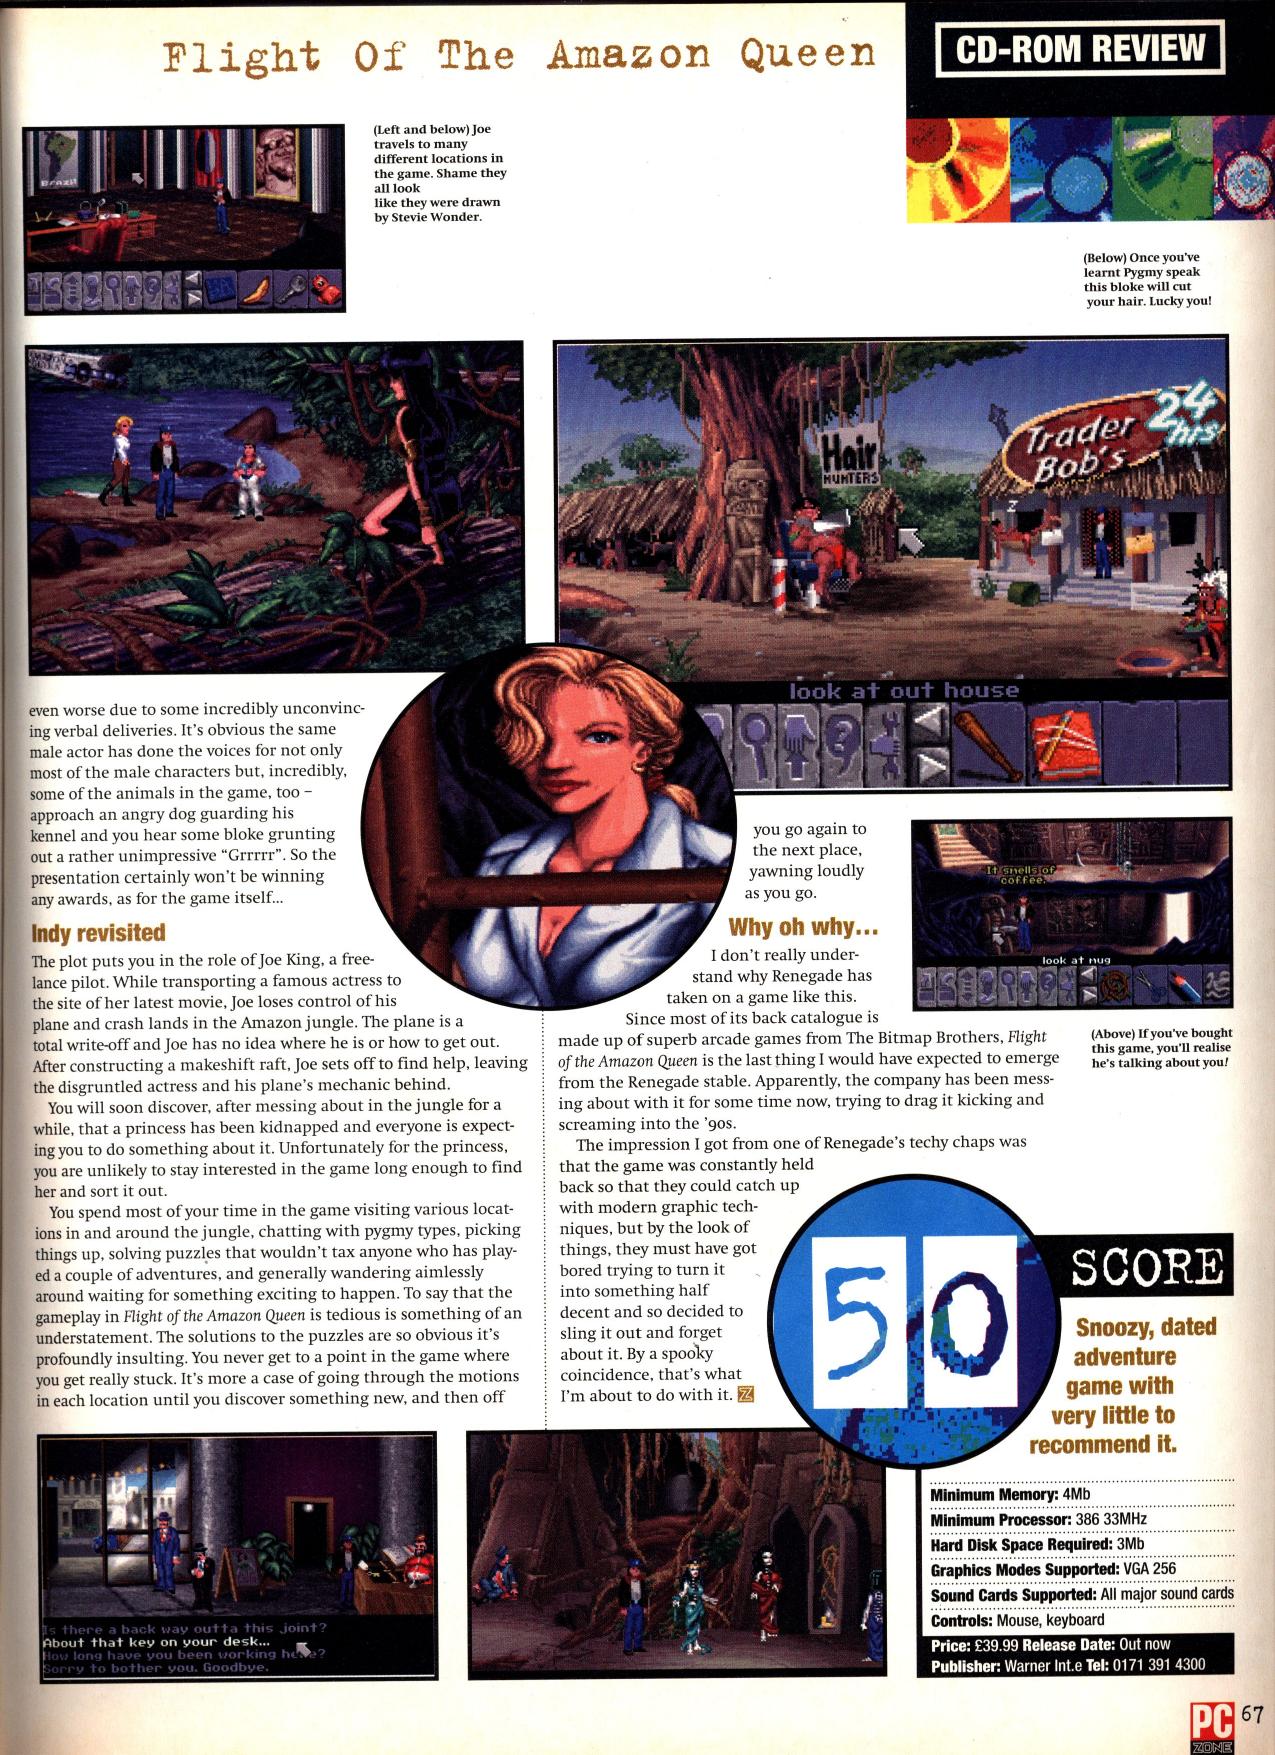 Flight Of The Amazon Queen
CD-ROM REVIEW
(Left and below) Joe
travels to many
different locations in
the game. Shame they
all look
like they were drawn
by Stevie Wonder.
BRAZIL
(Below) Once you've
learnt Pygmy speak
this bloke will cut
your hair. Lucky you!
Hair
HUNTERS
Trader
Bob's
24
hrs
Z
look at out house
even worse due to some incredibly unconvinc-
ing verbal deliveries. It's obvious the same
male actor has done the voices for not only
most of the male characters but, incredibly,
some of the animals in the game, too –
approach an angry dog guarding his
kennel and you hear some bloke grunting
out a rather unimpressive “Grrrrr”. So the
presentation certainly won't be winning
any awards, as for the game itself...
Indy revisited
The plot puts you in the role of Joe King, a free-
lance pilot. While transporting a famous actress to
the site of her latest movie, Joe loses control of his
plane and crash lands in the Amazon jungle. The plane is a
total write-off and Joe has no idea where he is or how to get out.
After constructing a makeshift raft, Joe sets off to find help, leaving
the disgruntled actress and his plane's mechanic behind.
You will soon discover, after messing about in the jungle for a
while, that a princess has been kidnapped and everyone is expect-
ing you to do something about it. Unfortunately for the princess,
you are unlikely to stay interested in the game long enough to find
her and sort it out.
You spend most of your time in the game visiting various locat-
ions in and around the jungle, chatting with pygmy types, picking
things up, solving puzzles that wouldn't tax anyone who has play-
ed a couple of adventures, and generally wandering aimlessly
around waiting for something exciting to happen. To say that the
gameplay in Flight of the Amazon Queen is tedious is something of an
understatement. The solutions to the puzzles are so obvious it's
profoundly insulting. You never get to a point in the game where
you get really stuck. It's more a case of going through the motions
in each location until you discover something new, and then off
you go again to
the next place,
yawning loudly
as you go.
Why oh why...
I don't really under-
stand why Renegade has
taken on a game like this.
Since most of its back catalogue is
made up of superb arcade games from The Bitmap Brothers, Flight
of the Amazon Queen is the last thing I would have expected to emerge
from the Renegade stable. Apparently, the company has been mess-
ing about with it for some time now, trying to drag it kicking and
screaming into the '90s.
The impression I got from one of Renegade's techy chaps was
that the game was constantly held
back so that they could catch up
with modern graphic tech-
niques, but by the look of
things, they must have got
bored trying to turn it
into something half
decent and so decided to
sling it out and forget
about it. By a spooky
coincidence, that's what
I'm about to do with it. Z
It smells of
coffee.
look at mug
(Above) If you've bought
this game, you'll realise
he's talking about you!
50
SCORE
Snoozy, dated
adventure
game with
very little to
recommend it.
Minimum Memory: 4Mb
Minimum Processor: 386 33MHz
Hard Disk Space Required: 3Mb
Graphics Modes Supported: VGA 256
Sound Cards Supported: All major sound cards
Controls: Mouse, keyboard
Price: £39.99 Release Date: Out now
Publisher: Warner Int.e Tel: 0171 391 4300
Is there a back way outta this joint?
About that key on your desk...
How long have you been working here?
Sorry to bother you. Goodbye.
PC
ZONE
67